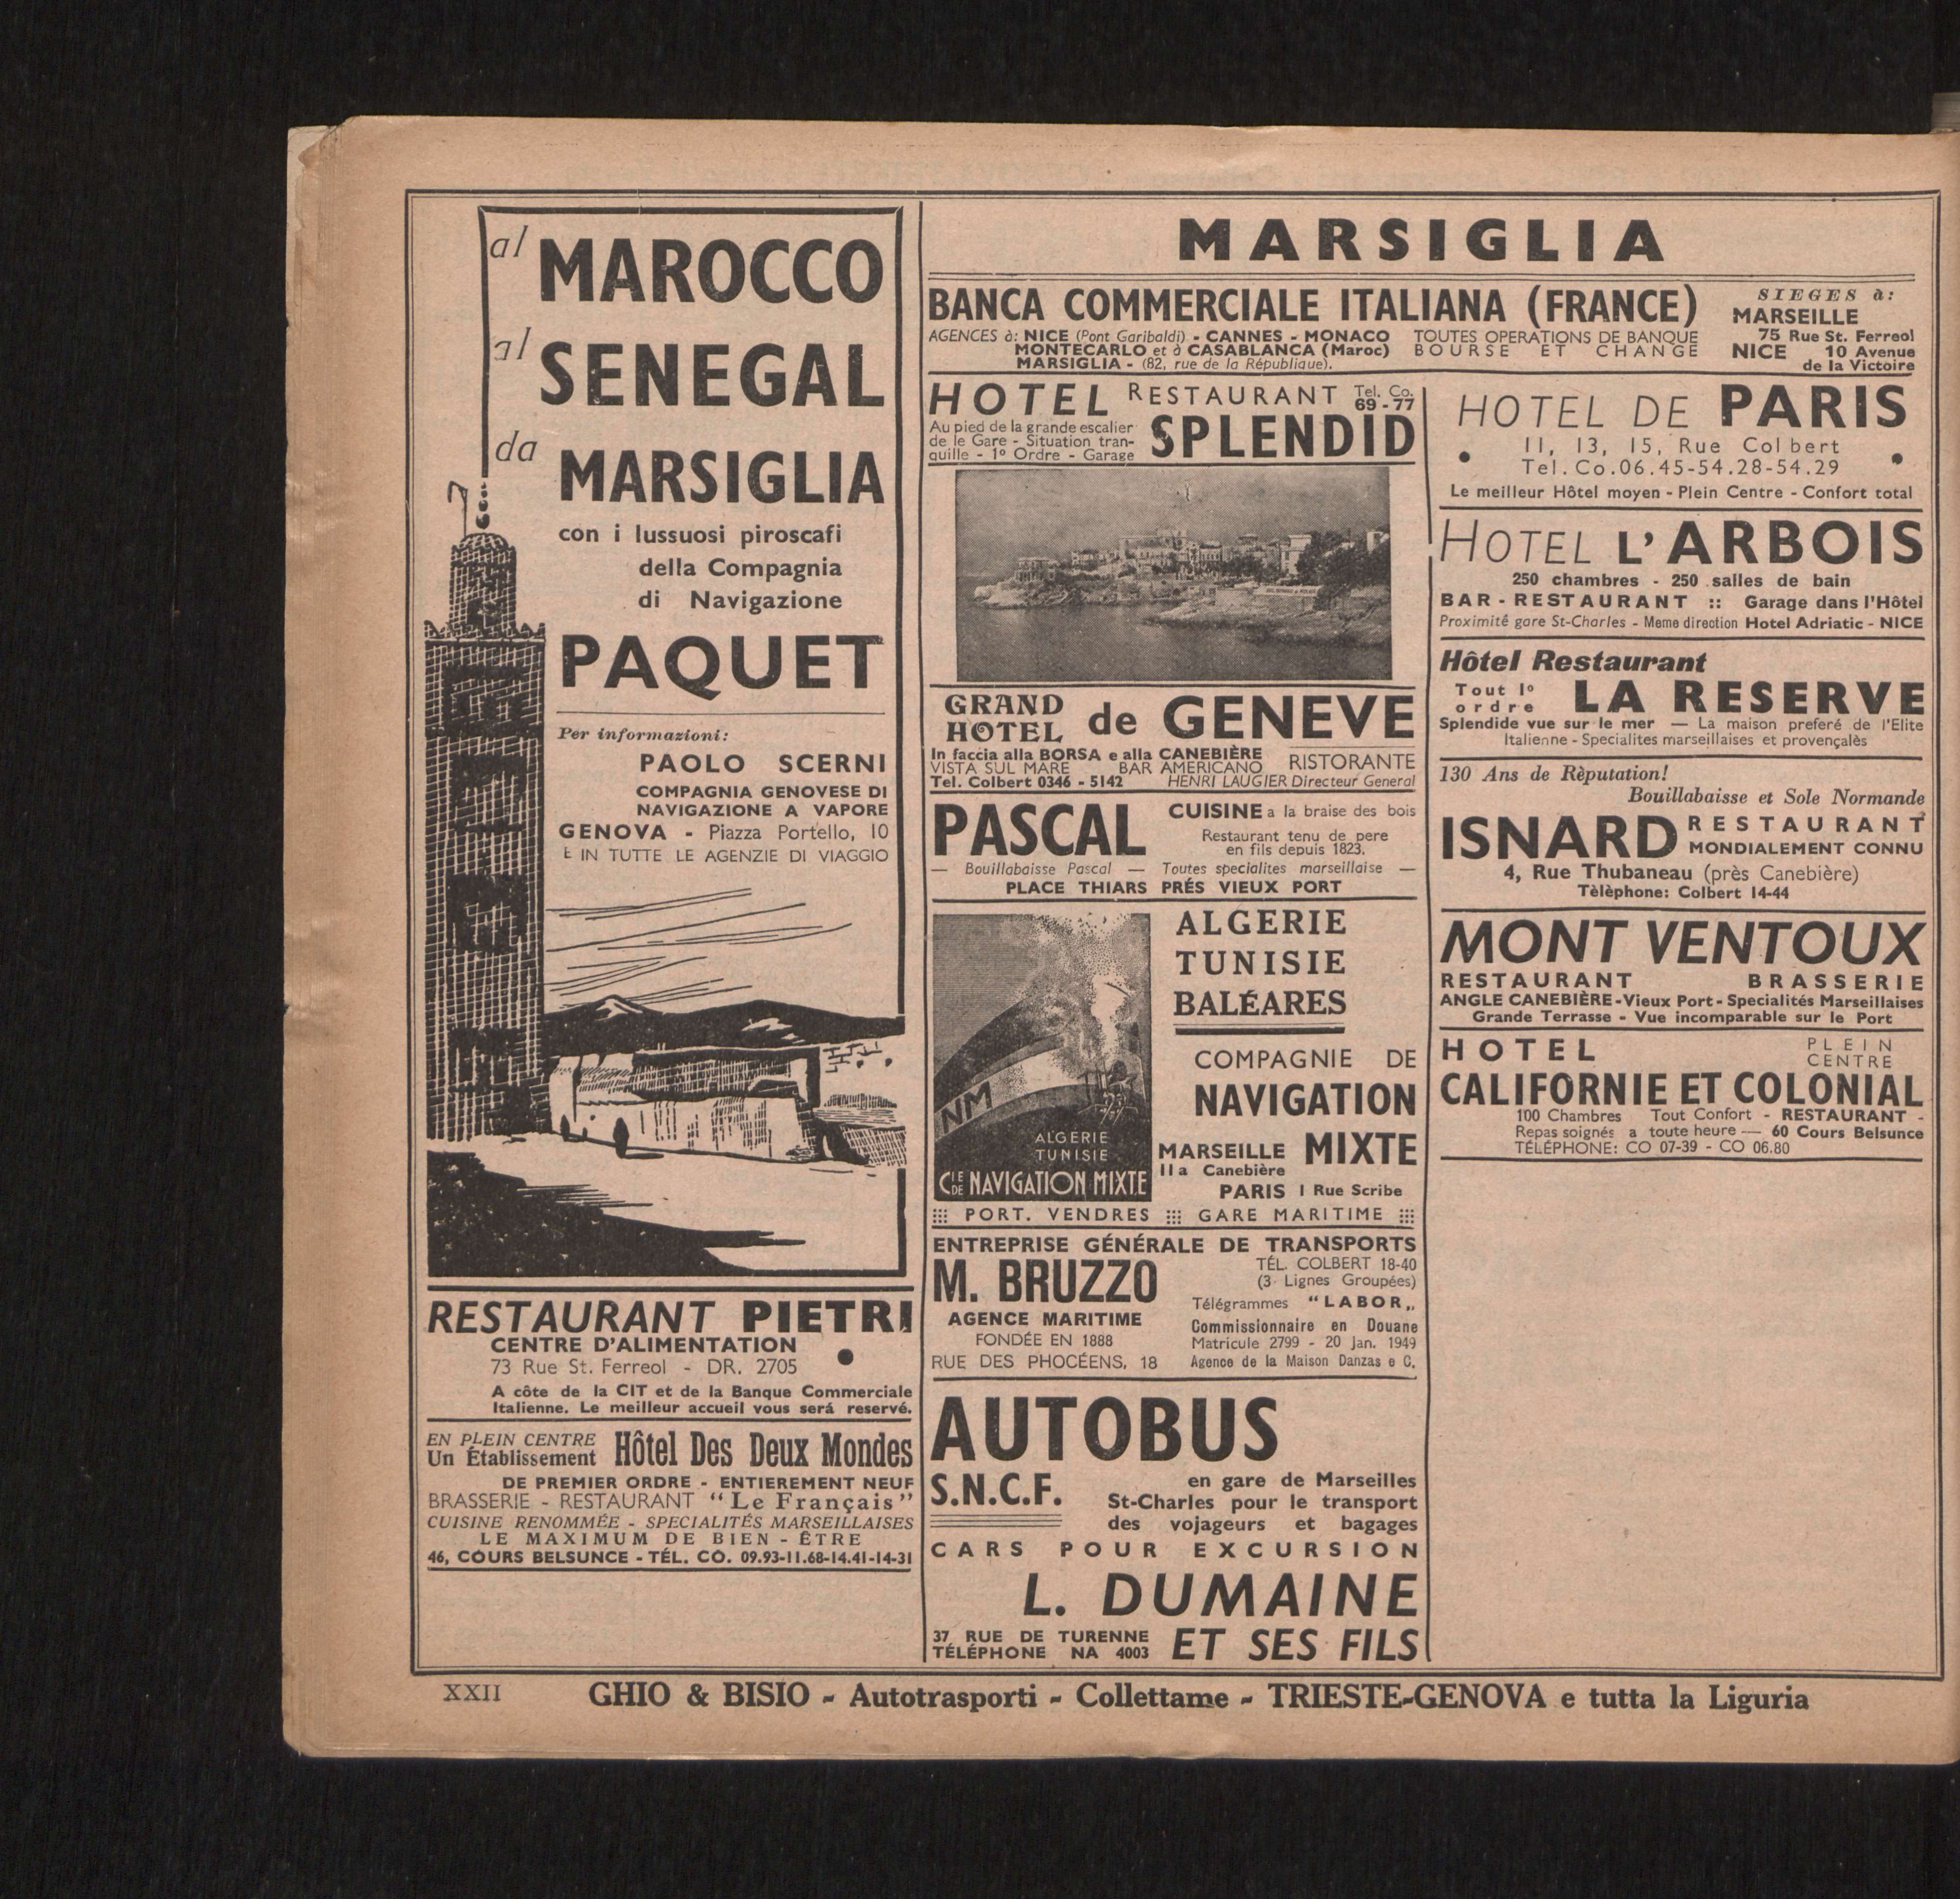 al MAROCCO
al SENEGAL
da MARSIGLIA
con i lussuosi piroscafi
della Compagnia
di Navigazione
PAQUET
Per informazioni:
PAOLO SCERNI
COMPAGNIA GENOVESE DI
NAVIGAZIONE A VAPORE
GENOVA - Piazza Portello, 10
E IN TUTTE LE AGENZIE DI VIAGGIO
RESTAURANT PIETRI
CENTRE D'ALIMENTATION
73 Rue St. Ferreol - DR. 2705
A côte de la CIT et de la Banque Commerciale
Italienne. Le meilleur accueil vous será reservé.
EN PLEIN CENTRE
Un Établissement Hôtel Des Deux Mondes
DE PREMIER ORDRE - ENTIEREMENT NEUF
BRASSERIE - RESTAURANT “Le Français”
CUISINE RENOMMÉE - SPECIALITÉS MARSEILLAISES
LE MAXIMUM DE BIEN - ÊTRE
46, COURS BELSUNCE - TÉL. CO. 09.93-11.68-14.41-14-31
MARSIGLIA
BANCA COMMERCIALE ITALIANA (FRANCE)
AGENCES à: NICE (Pont Garibaldi) - CANNES - MONACO
MONTECARLO et à CASABLANCA (Maroc)
MARSIGLIA - (82, rue de la République).
TOUTES OPERATIONS DE BANQUE
BOURSE ET CHANGE
SIEGES à:
MARSEILLE
75 Rue St. Ferreol
NICE 10 Avenue
de la Victoire
HOTEL RESTAURANT Tel. Co.
69 - 77
SPLENDID
Au pied de la grande escalier
de le Gare - Situation tran-
quille - 1º Ordre - Garage
GRAND
HOTEL de GENEVE
In faccia alla BORSA e alla CANEBIÈRE RISTORANTE
VISTA SUL MARE BAR AMERICANO
Tel. Colbert 0346 - 5142 HENRI LAUGIER Directeur General
PASCAL
CUISINE a la braise des bois
Restaurant tenu de pere
en fils depuis 1823.
— Bouillabaisse Pascal — Toutes specialites marseillaise —
PLACE THIARS PRÉS VIEUX PORT
NM
ALGERIE
TUNISIE
CIE DE NAVIGATION MIXTE
ALGERIE
TUNISIE
BALÉARES
COMPAGNIE DE
NAVIGATION
MIXTE
MARSEILLE
11a Canebière
PARIS 1 Rue Scribe
PORT. VENDRES GARE MARITIME
ENTREPRISE GÉNÉRALE DE TRANSPORTS
M. BRUZZO
AGENCE MARITIME
FONDÉE EN 1888
RUE DES PHOCÉENS, 18
TÉL. COLBERT 18-40
(3 Lignes Groupées)
Télégrammes “LABOR„
Commissionnaire en Douane
Matricule 2799 - 20 Jan. 1949
Agence de la Maison Danzas e C.
AUTOBUS
S.N.C.F.
en gare de Marseilles
St-Charles pour le transport
des vojageurs et bagages
CARS POUR EXCURSION
L. DUMAINE
ET SES FILS
37 RUE DE TURENNE
TÉLÉPHONE NA 4003
HOTEL DE PARIS
11, 13, 15, Rue Colbert
Tel. Co. 06.45-54.28-54.29
Le meilleur Hôtel moyen - Plein Centre - Confort total
HOTEL L'ARBOIS
250 chambres - 250 salles de bain
BAR - RESTAURANT :: Garage dans l'Hôtel
Proximité gare St-Charles - Meme direction Hotel Adriatic - NICE
Hôtel Restaurant
Tout 1º
ordre LA RESERVE
Splendide vue sur le mer — La maison preferé de l'Elite
Italienne - Specialites marseillaises et provençalès
130 Ans de Rèputation!
Bouillabaisse et Sole Normande
ISNARD RESTAURANT
MONDIALEMENT CONNU
4, Rue Thubaneau (près Canebière)
Tèlèphone: Colbert 14-44
MONT VENTOUX
RESTAURANT BRASSERIE
ANGLE CANEBIÈRE - Vieux Port - Specialités Marseillaises
Grande Terrasse - Vue incomparable sur le Port
HOTEL PLEIN
CENTRE
CALIFORNIE ET COLONIAL
100 Chambres Tout Confort - RESTAURANT -
Repas soignés a toute heure — 60 Cours Belsunce
TÉLÉPHONE: CO 07-39 - CO 06.80
XXII GHIO & BISIO - Autotrasporti - Collettame - TRIESTE-GENOVA e tutta la Liguria